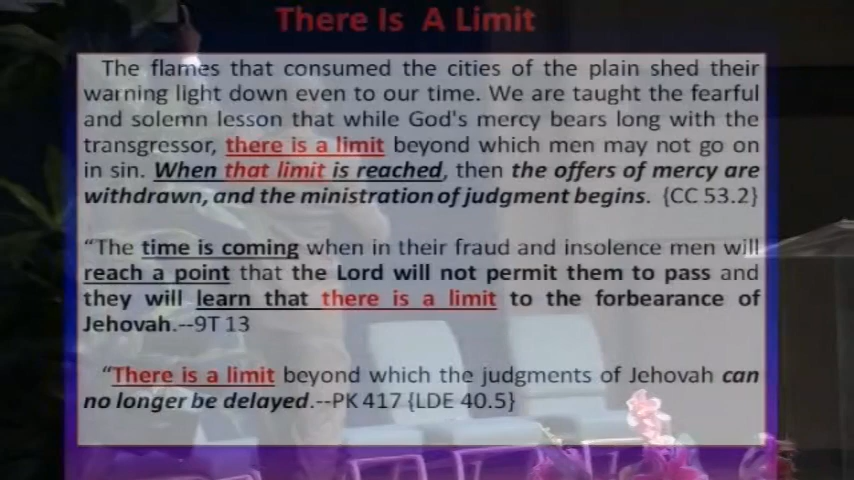 There Is A Limit
The flames that consumed the cities of the plain shed their
warning light down even to our time. We are taught the fearful
and solemn lesson that while God's mercy bears long with the
transgressor, there is a limit beyond which men may not go on
in sin. When that limit is reached, then the offers of mercy are
withdrawn, and the ministration of judgment begins. {CC 53.2}
“The time is coming when in their fraud and insolence men will
reach a point that the Lord will not permit them to pass and
they will learn that there is a limit to the forbearance of
Jehovah.--9T 13
“There is a limit beyond which the judgments of Jehovah can
no longer be delayed.--PK 417 {LDE 40.5}